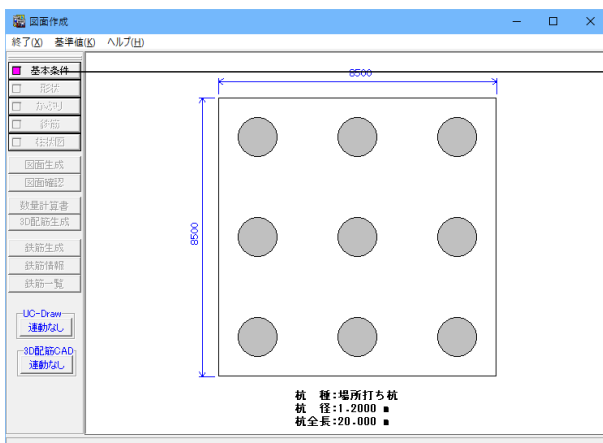 図面作成
終了(X) 基準値(K) ヘルプ(H)
基本条件
形状
かぶり
鉄筋
柱状図
図面生成
図面確認
数量計算書
3D配筋生成
鉄筋生成
鉄筋情報
鉄筋一覧
UC-Draw
連動なし
3D配筋CAD
連動なし
8500
8500
杭 種:場所打ち杭
杭 径:1.2000 m
杭全長:20.000 m